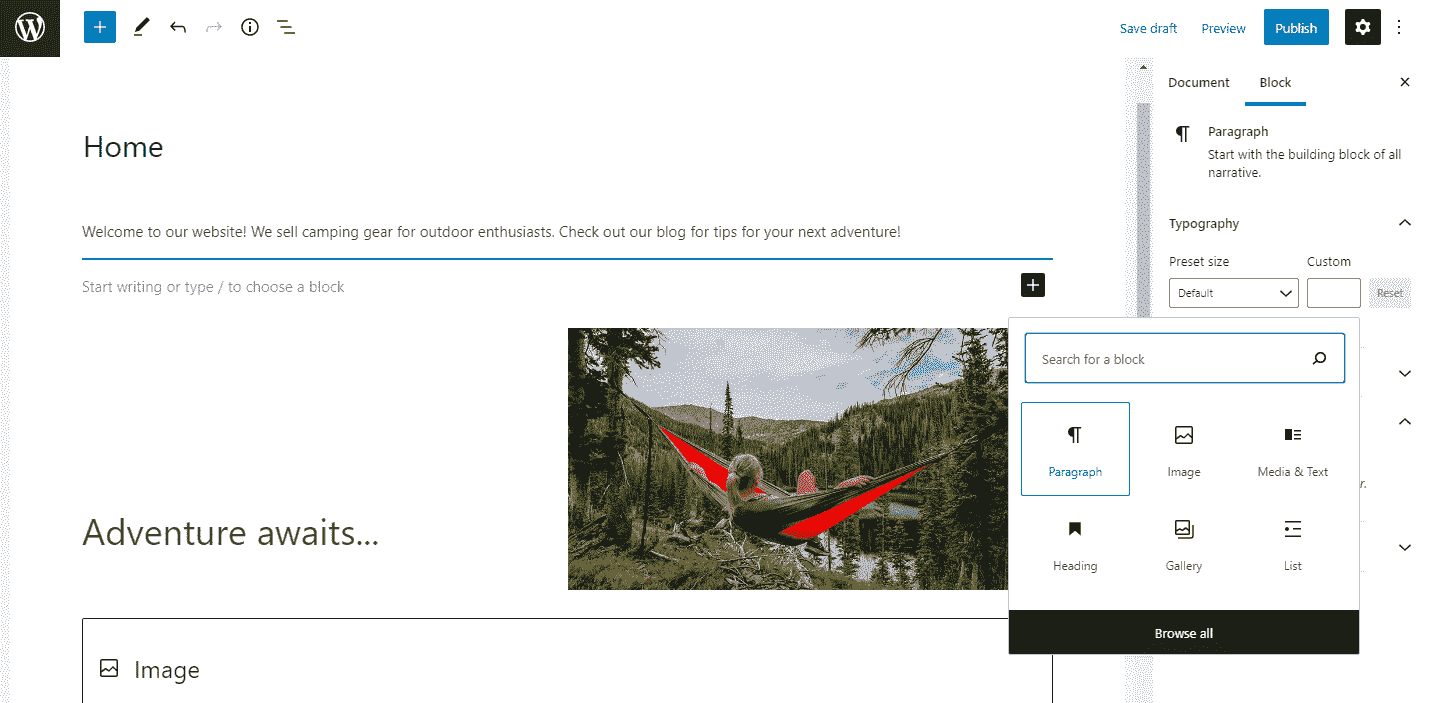 Save draft
Preview
Publish
Document
Block
Home
Paragraph
Start with the building block of all
narrative.
Welcome to our website! We sell camping gear for outdoor enthusiasts. Check out our blog for tips for your next adventure!
Typography
Preset size
Custom
Start writing or type / to choose a block
Default
Reset
Search for a block
Paragraph
Image
Media & Text
Adventure awaits...
Heading
Gallery
List
Browse all
Image